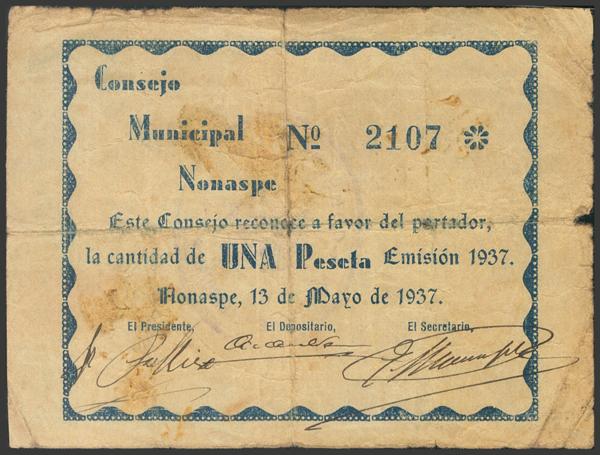 Consejo
Municipal Nº 2107
Nonaspe
Este Consejo reconoce a favor del portador,
la cantidad de UNA Peseta Emisión 1937.
Nonaspe, 13 de Mayo de 1937.
El Presidente, El Depositario, El Secretario,